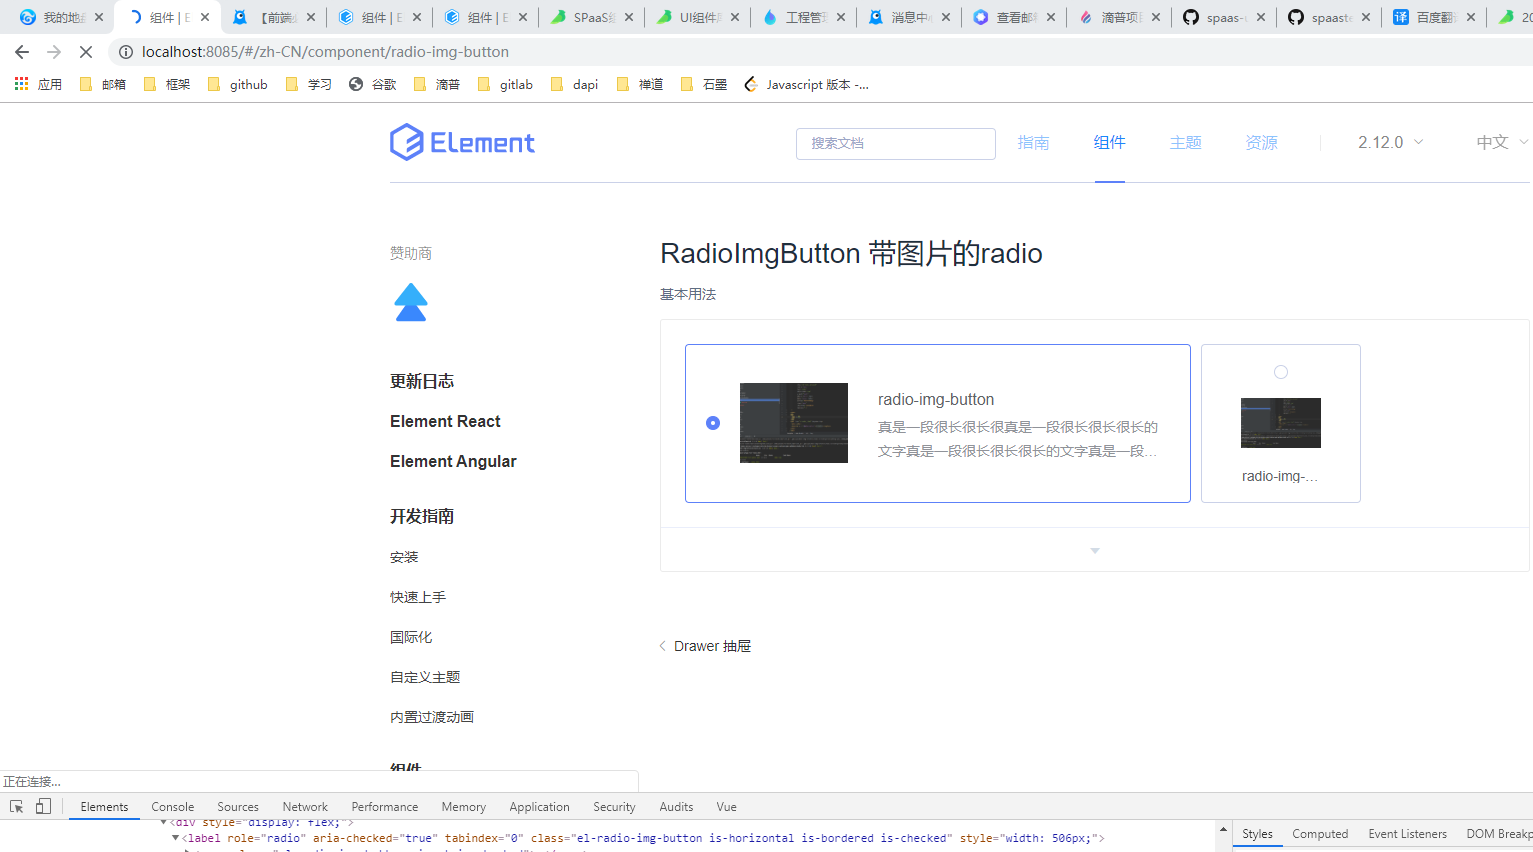 我的地盘
组件 | E
【前端
组件 | E
组件 | E
SPaaS
UI组件
工程管
消息中心
查看邮
滴普项
spaas-
spaaste
百度翻
20
localhost:8085/#/zh-CN/component/radio-img-button
应用 邮箱 框架 github 学习 谷歌 滴普 gitlab dapi 禅道 石墨 Javascript 版本 -...
Element
搜索文档
指南 组件 主题 资源 2.12.0 中文
赞助商
更新日志
Element React
Element Angular
开发指南
安装
快速上手
国际化
自定义主题
内置过渡动画
组件
RadioImgButton 带图片的radio
基本用法
radio-img-button
真是一段很长很长很真是一段很长很长很长的
文字真是一段很长很长很长的文字真是一段...
radio-img-...
Drawer 抽屉
正在连接...
Elements Console Sources Network Performance Memory Application Security Audits Vue
<div style="display: flex;">
<label role="radio" aria-checked="true" tabindex="0" class="el-radio-img-button is-horizontal is-bordered is-checked" style="width: 506px;">
Styles Computed Event Listeners DOM Breakp